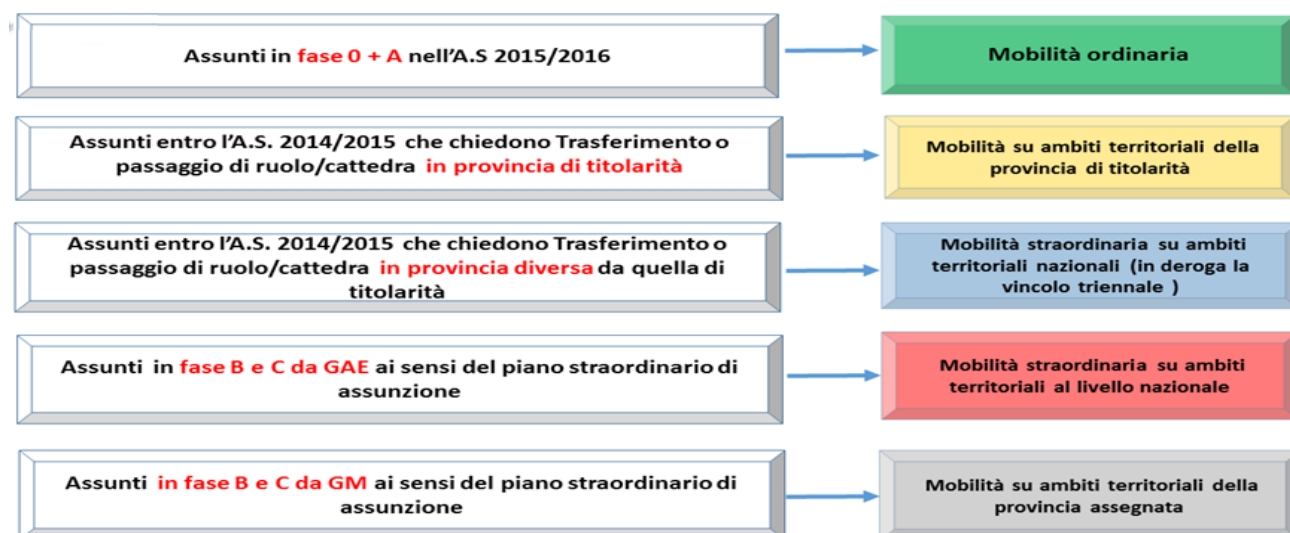 Assunti in fase 0 + A nell'A.S 2015/2016
Mobilità ordinaria
Assunti entro l'A.S. 2014/2015 che chiedono Trasferimento o
passaggio di ruolo/cattedra in provincia di titolarità
Mobilità su ambiti territoriali della
provincia di titolarità
Assunti entro l'A.S. 2014/2015 che chiedono Trasferimento o
passaggio di ruolo/cattedra in provincia diversa da quella di
titolarità
Mobilità straordinaria su ambiti
territoriali nazionali (in deroga la
vincolo triennale )
Assunti in fase B e C da GAE ai sensi del piano straordinario di
assunzione
Mobilità straordinaria su ambiti
territoriali al livello nazionale
Assunti in fase B e C da GM ai sensi del piano straordinario di
assunzione
Mobilità su ambiti territoriali della
provincia assegnata